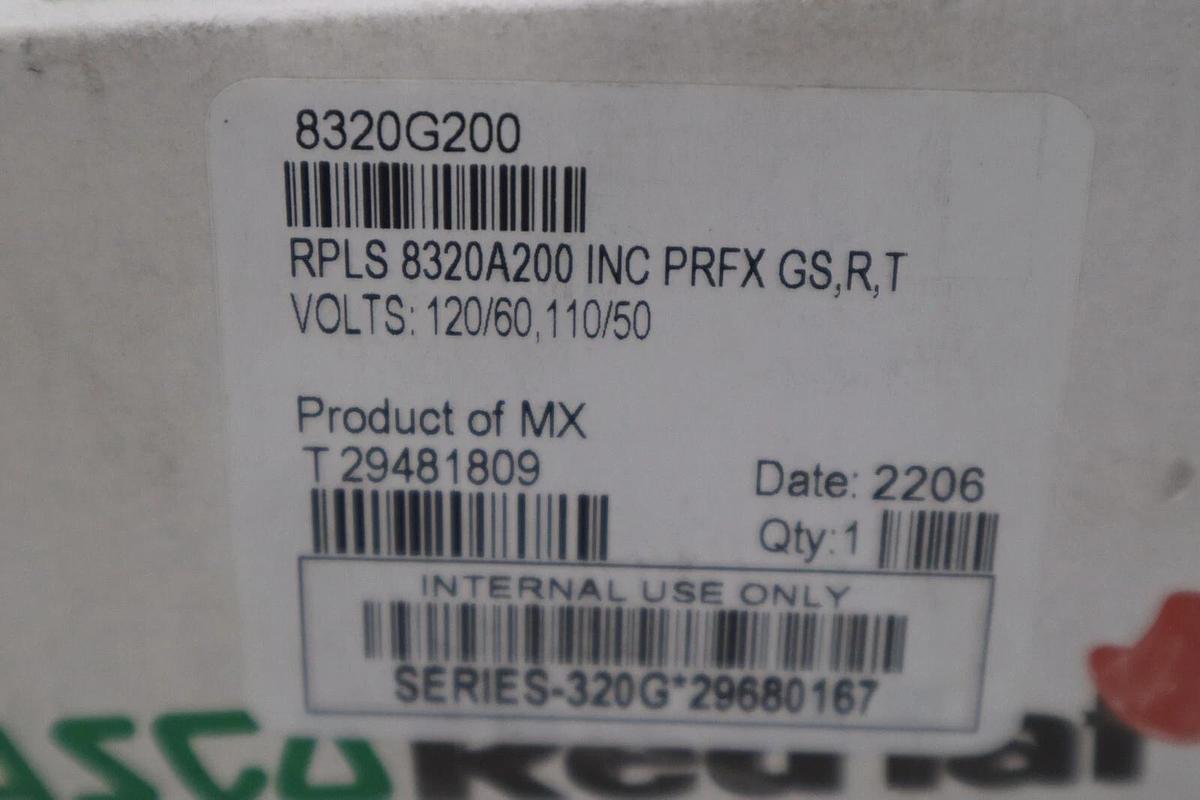 8320G200
RPLS 8320A200 INC PRFX GS,R,T
VOLTS: 120/60,110/50
Product of MX
T 29481809
Date: 2206
Qty:1
INTERNAL USE ONLY
SERIES-320G*29680167
ASCO